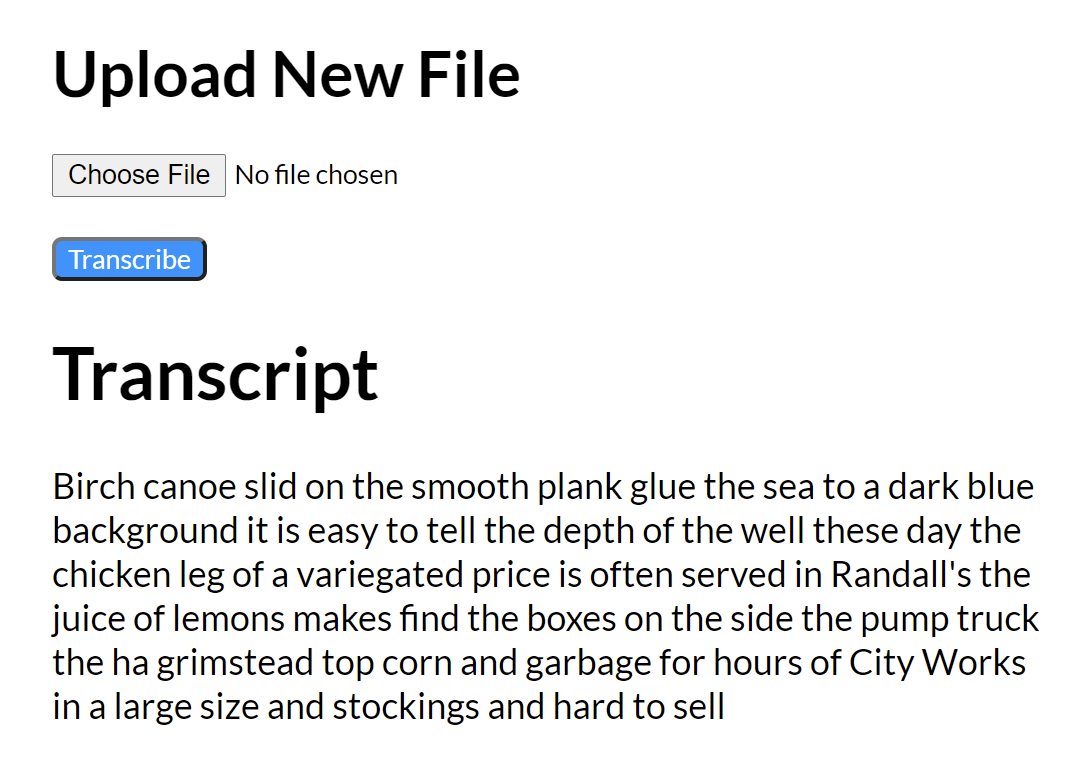 Upload New File
Choose File No file chosen
Transcribe
Transcript
Birch canoe slid on the smooth plank glue the sea to a dark blue
background it is easy to tell the depth of the well these day the
chicken leg of a variegated price is often served in Randall's the
juice of lemons makes find the boxes on the side the pump truck
the ha grimstead top corn and garbage for hours of City Works
in a large size and stockings and hard to sell